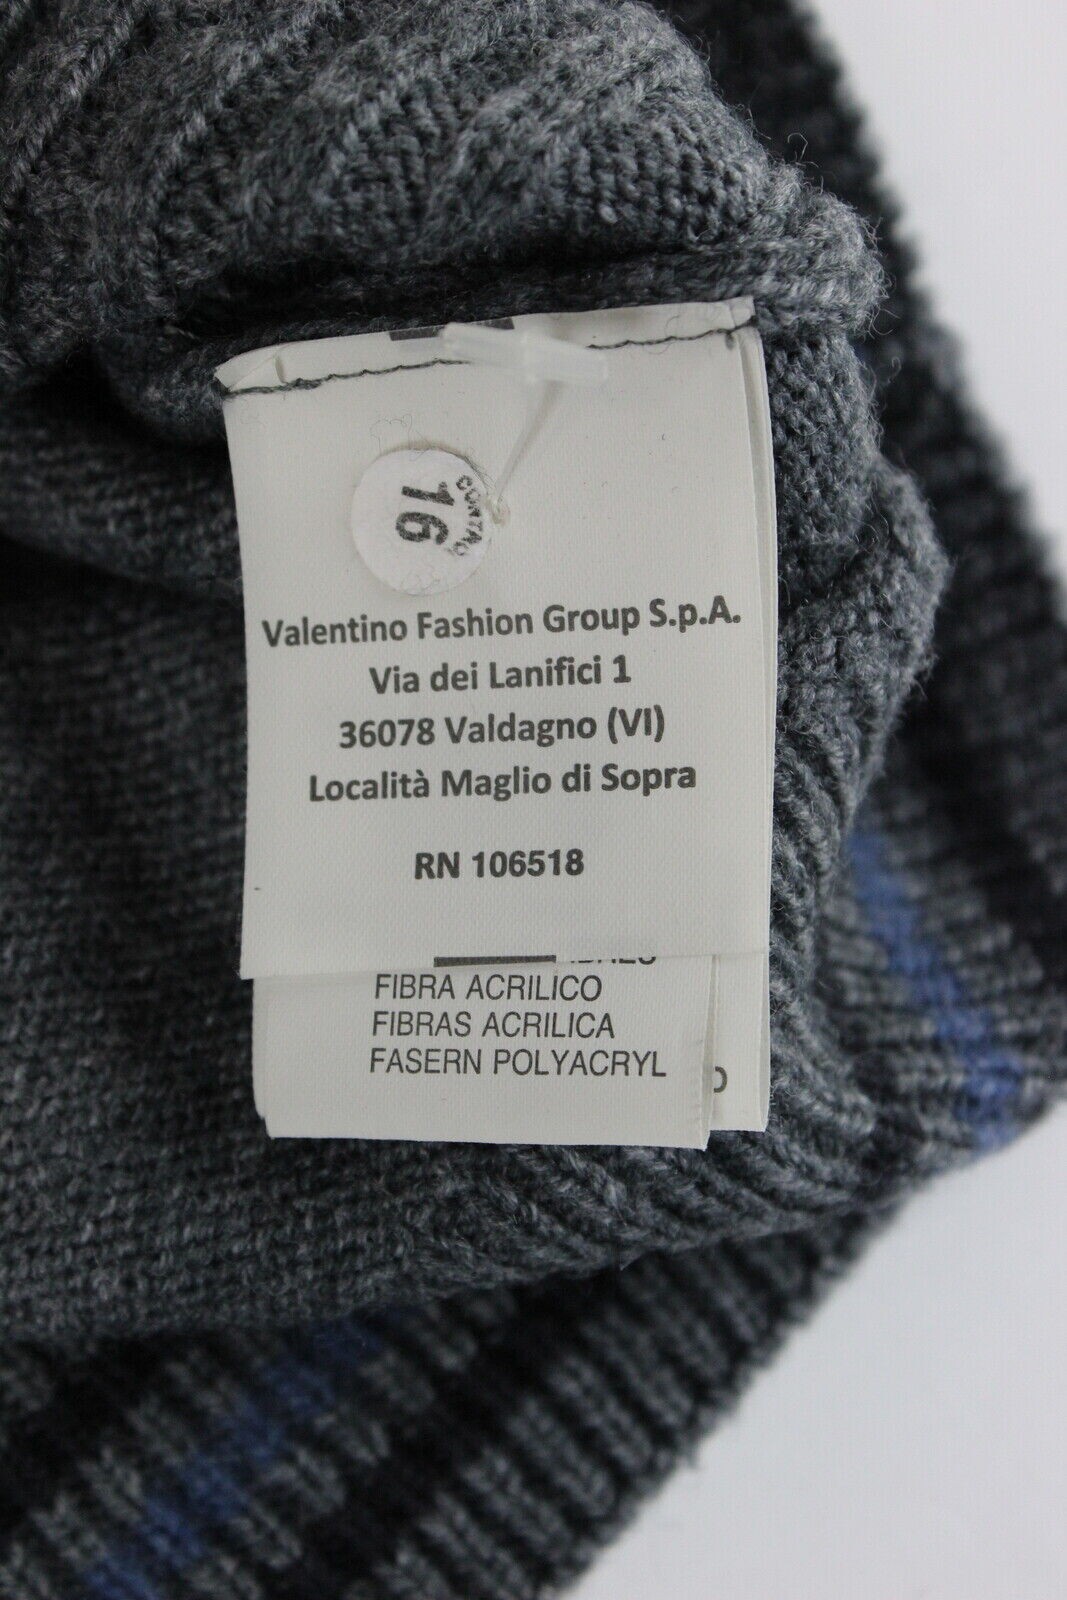 16
Valentino Fashion Group S.p.A.
Via dei Lanifici 1
36078 Valdagno (VI)
Località Maglio di Sopra
RN 106518
FIBRA ACRILICO
FIBRAS ACRILICA
FASERN POLYACRYL